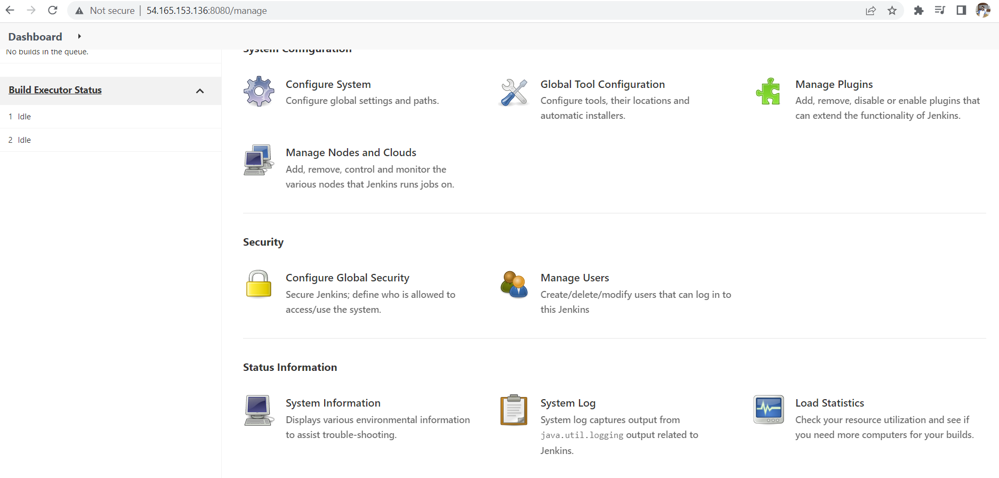 Not secure | 54.165.153.136:8080/manage
Dashboard
No builds in the queue.
Build Executor Status
1 Idle
2 Idle
System Configuration
Configure System
Configure global settings and paths.
Global Tool Configuration
Configure tools, their locations and
automatic installers.
Manage Plugins
Add, remove, disable or enable plugins that
can extend the functionality of Jenkins.
Manage Nodes and Clouds
Add, remove, control and monitor the
various nodes that Jenkins runs jobs on.
Security
Configure Global Security
Secure Jenkins; define who is allowed to
access/use the system.
Manage Users
Create/delete/modify users that can log in to
this Jenkins
Status Information
System Information
Displays various environmental information
to assist trouble-shooting.
System Log
System log captures output from
java.util.logging output related to
Jenkins.
Load Statistics
Check your resource utilization and see if
you need more computers for your builds.